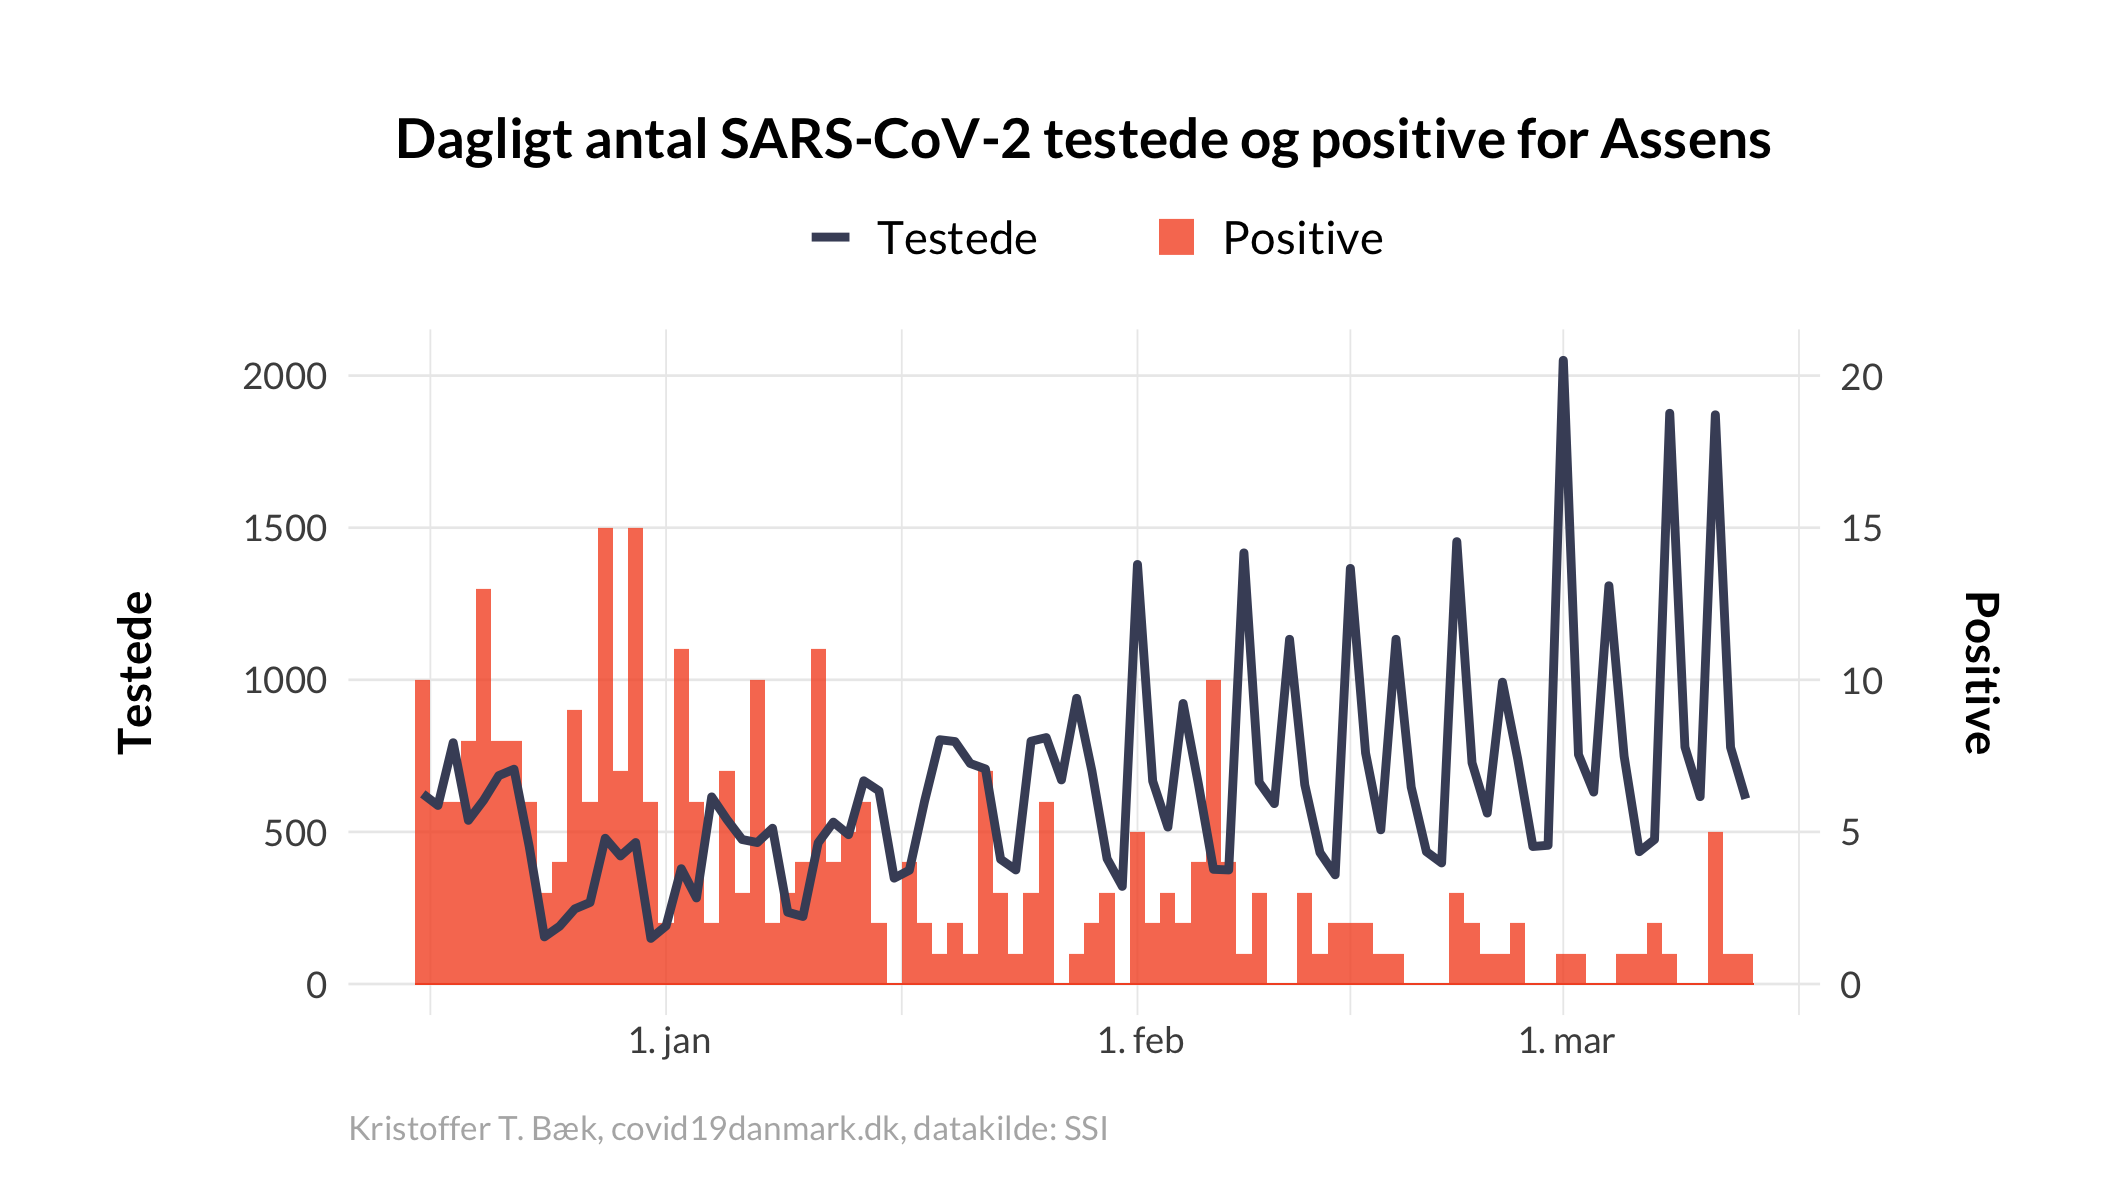 Dagligt antal SARS-CoV-2 testede og positive for Assens
Testede
Positive
2000
1500
1000
500
0
20
15
10
5
0
Testede
Positive
1. jan
1. feb
1. mar
Kristoffer T. Bæk, covid19danmark.dk, datakilde: SSI